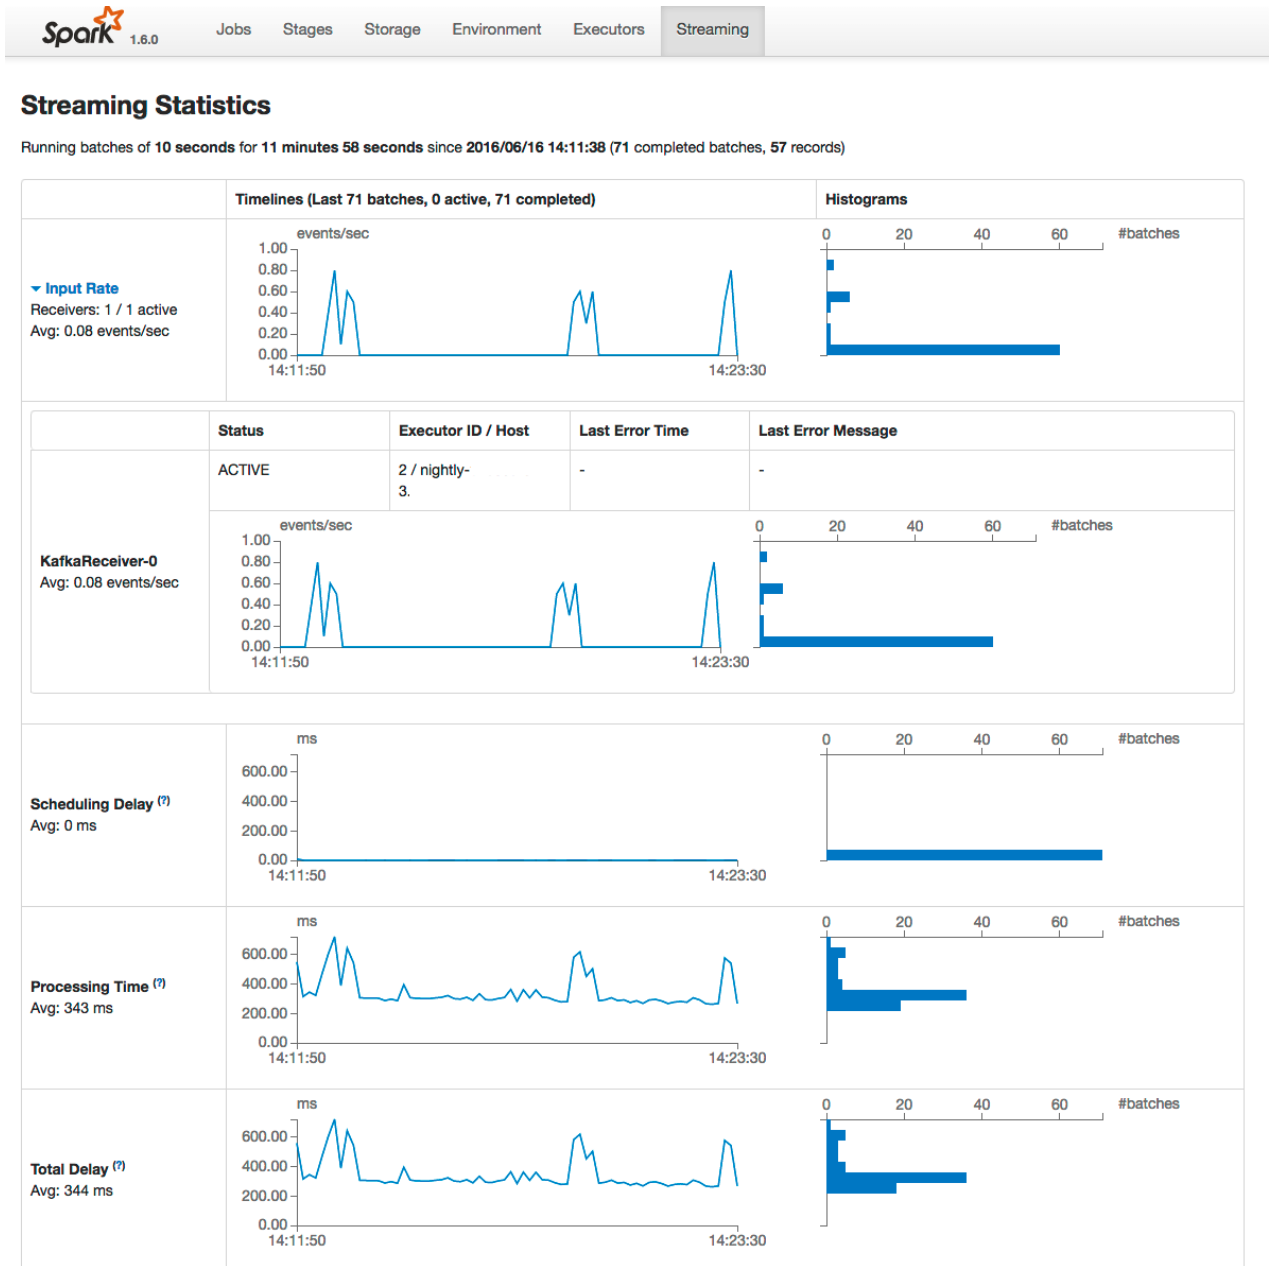 Spark 1.6.0 Jobs Stages Storage Environment Executors Streaming
Streaming Statistics
Running batches of 10 seconds for 11 minutes 58 seconds since 2016/06/16 14:11:38 (71 completed batches, 57 records)
Timelines (Last 71 batches, 0 active, 71 completed) Histograms
Input Rate
Receivers: 1 / 1 active
Avg: 0.08 events/sec
events/sec
1.00
0.80
0.60
0.40
0.20
0.00
14:11:50 14:23:30
0 20 40 60 #batches
Status Executor ID / Host Last Error Time Last Error Message
ACTIVE 2 / nightly- - -
3.
KafkaReceiver-0
Avg: 0.08 events/sec
events/sec
1.00
0.80
0.60
0.40
0.20
0.00
14:11:50 14:23:30
0 20 40 60 #batches
Scheduling Delay (?)
Avg: 0 ms
ms
600.00
400.00
200.00
0.00
14:11:50 14:23:30
0 20 40 60 #batches
Processing Time (?)
Avg: 343 ms
ms
600.00
400.00
200.00
0.00
14:11:50 14:23:30
0 20 40 60 #batches
Total Delay (?)
Avg: 344 ms
ms
600.00
400.00
200.00
0.00
14:11:50 14:23:30
0 20 40 60 #batches